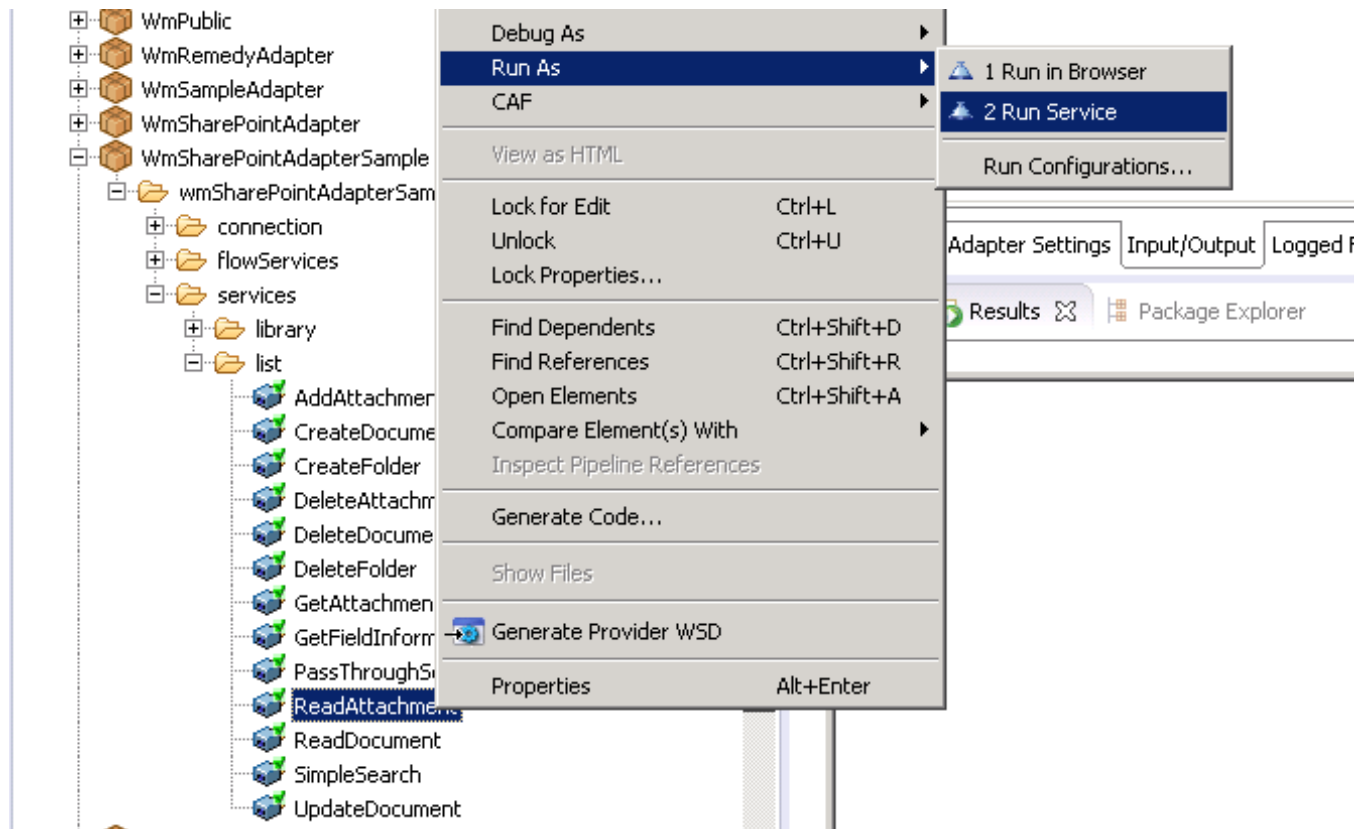 WmPublic
WmRemedyAdapter
WmSampleAdapter
WmSharePointAdapter
WmSharePointAdapterSample
wmSharePointAdapterSam
connection
flowServices
services
library
list
AddAttachmen
CreateDocume
CreateFolder
DeleteAttachm
DeleteDocume
DeleteFolder
GetAttachmen
GetFieldInform
PassThroughSe
ReadAttachment
ReadDocument
SimpleSearch
UpdateDocument
Debug As
Run As
CAF
View as HTML
Lock for Edit Ctrl+L
Unlock Ctrl+U
Lock Properties...
Find Dependents Ctrl+Shift+D
Find References Ctrl+Shift+R
Open Elements Ctrl+Shift+A
Compare Element(s) With
Inspect Pipeline References
Generate Code...
Show Files
Generate Provider WSD
Properties Alt+Enter
1 Run in Browser
2 Run Service
Run Configurations...
Adapter Settings Input/Output Logged F
Results Package Explorer